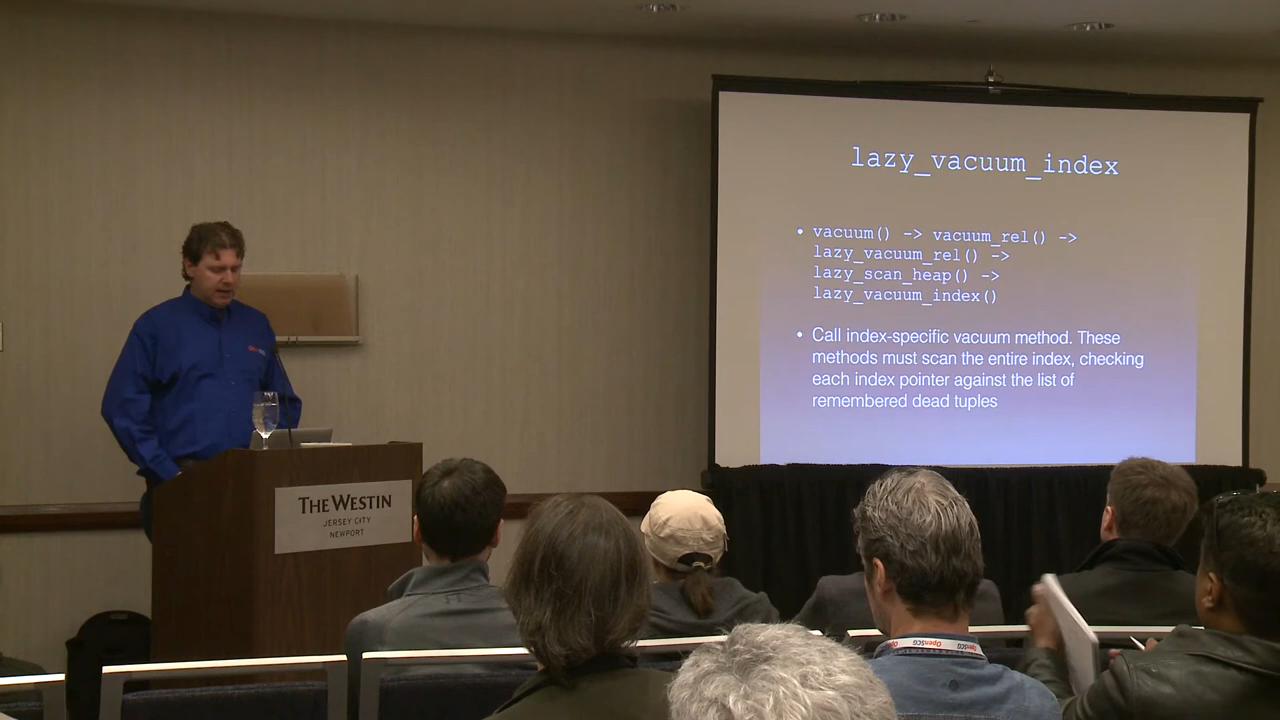 lazy_vacuum_index
• vacuum() -> vacuum_rel() ->
lazy_vacuum_rel() ->
lazy_scan_heap() ->
lazy_vacuum_index()
• Call index-specific vacuum method. These
methods must scan the entire index, checking
each index pointer against the list of
remembered dead tuples
THE WESTIN
JERSEY CITY
NEWPORT
OpenSCG